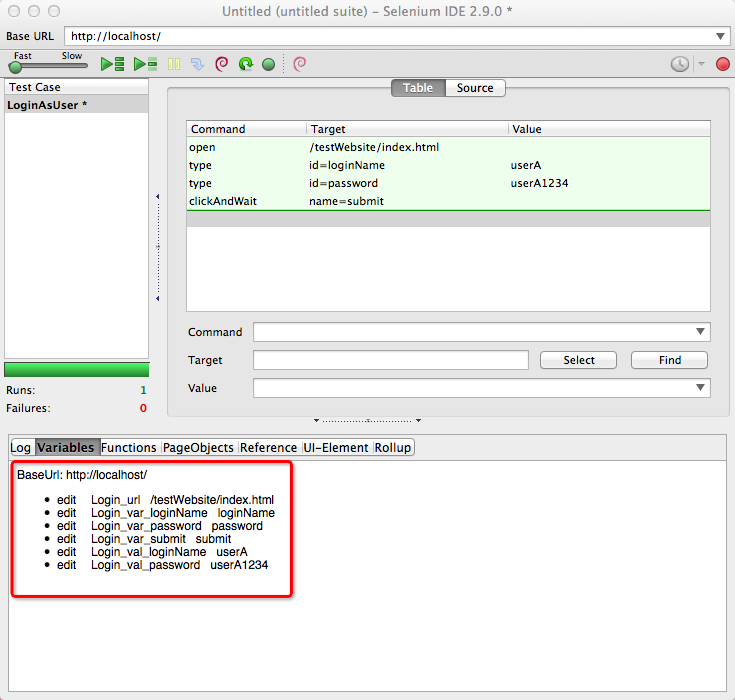 Untitled (untitled suite) – Selenium IDE 2.9.0 *
Base URL http://localhost/
Fast Slow
Test Case
LoginAsUser *
Table Source
Command Target Value
open /testWebsite/index.html
type id=loginName userA
type id=password userA1234
clickAndWait name=submit
Command
Target Select Find
Value
Runs: 1
Failures: 0
Log Variables Functions PageObjects Reference UI-Element Rollup
BaseUrl: http://localhost/
• edit Login_url /testWebsite/index.html
• edit Login_var_loginName loginName
• edit Login_var_password password
• edit Login_var_submit submit
• edit Login_val_loginName userA
• edit Login_val_password userA1234